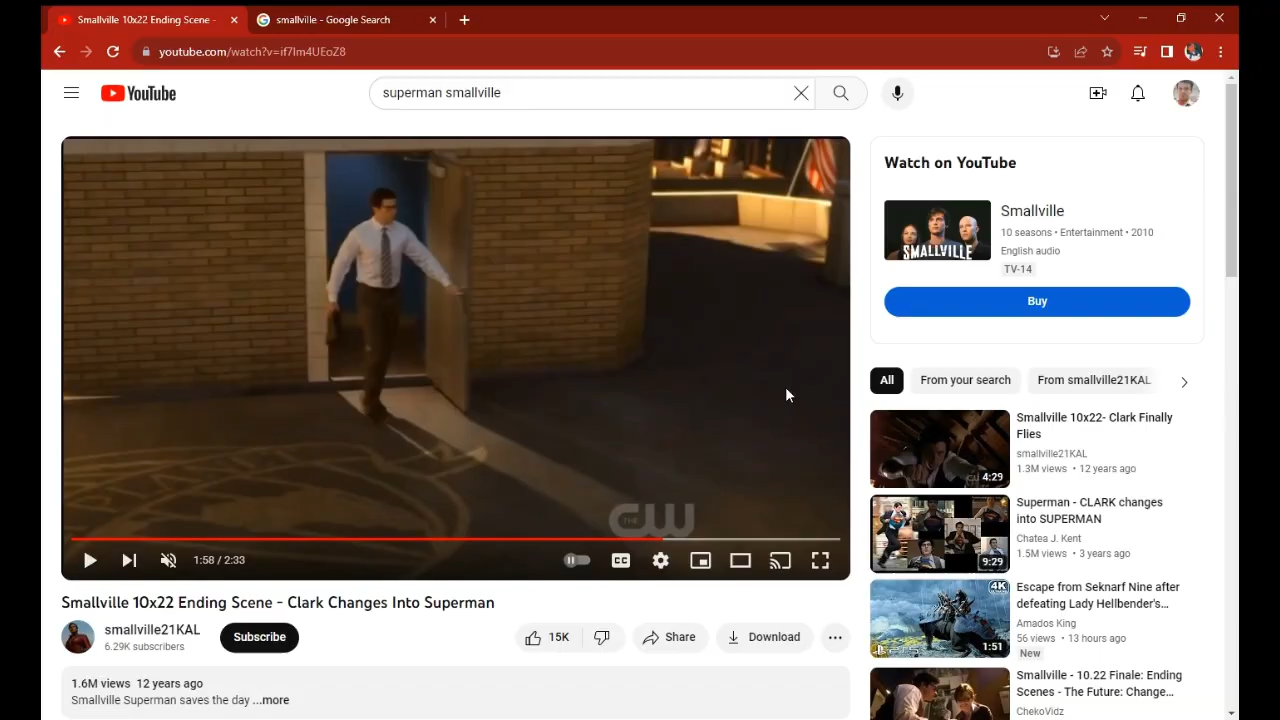 Smallville 10x22 Ending Scene -
smallville - Google Search
youtube.com/watch?v=if7Im4UEoZ8
YouTube
superman smallville
THE CW
1:58 / 2:33
CC
Smallville 10x22 Ending Scene - Clark Changes Into Superman
smallville21KAL
6.29K subscribers
Subscribe
15K
Share
Download
1.6M views 12 years ago
Smallville Superman saves the day ...more
Watch on YouTube
SMALLVILLE
Smallville
10 seasons • Entertainment • 2010
English audio
TV-14
Buy
All
From your search
From smallville21KAL
4:29
Smallville 10x22- Clark Finally
Flies
smallville21KAL
1.3M views • 12 years ago
9:29
Superman - CLARK changes
into SUPERMAN
Chatea J. Kent
1.5M views • 3 years ago
4K
PS5
1:51
Escape from Seknarf Nine after
defeating Lady Hellbender's...
Amados King
56 views • 13 hours ago
New
Smallville - 10.22 Finale: Ending
Scenes - The Future: Change...
ChekoVidz